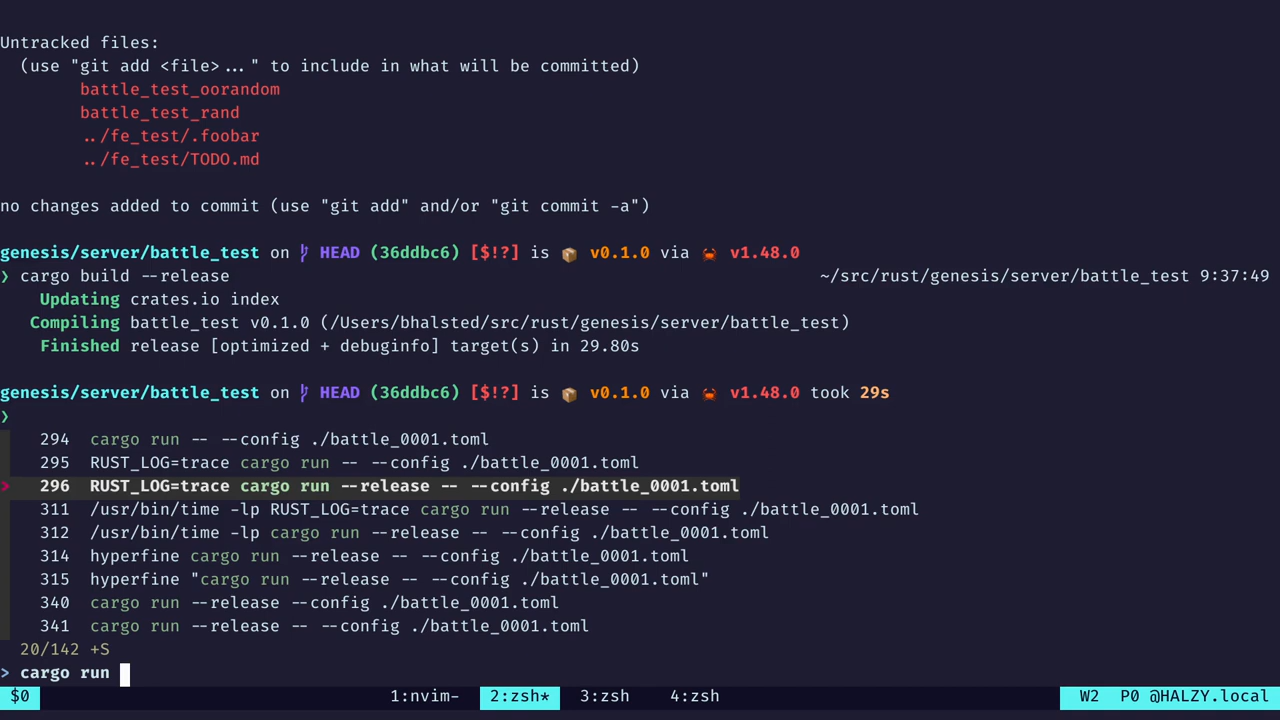 Untracked files:
(use "git add <file>..." to include in what will be committed)
battle_test_oorandom
battle_test_rand
../fe_test/.foobar
../fe_test/TODO.md
no changes added to commit (use "git add" and/or "git commit -a")
genesis/server/battle_test on HEAD (36ddbc6) [$!?] is 📦 v0.1.0 via 🦀 v1.48.0
❯ cargo build --release ~/src/rust/genesis/server/battle_test 9:37:49
Updating crates.io index
Compiling battle_test v0.1.0 (/Users/bhalsted/src/rust/genesis/server/battle_test)
Finished release [optimized + debuginfo] target(s) in 29.80s
genesis/server/battle_test on HEAD (36ddbc6) [$!?] is 📦 v0.1.0 via 🦀 v1.48.0 took 29s
❯
294 cargo run -- --config ./battle_0001.toml
295 RUST_LOG=trace cargo run -- --config ./battle_0001.toml
> 296 RUST_LOG=trace cargo run --release -- --config ./battle_0001.toml
311 /usr/bin/time -lp RUST_LOG=trace cargo run --release -- --config ./battle_0001.toml
312 /usr/bin/time -lp cargo run --release -- --config ./battle_0001.toml
314 hyperfine cargo run --release -- --config ./battle_0001.toml
315 hyperfine "cargo run --release -- --config ./battle_0001.toml"
340 cargo run --release --config ./battle_0001.toml
341 cargo run --release -- --config ./battle_0001.toml
20/142 +S
> cargo run
$0 1:nvim- 2:zsh* 3:zsh 4:zsh W2 P0 @HALZY.local